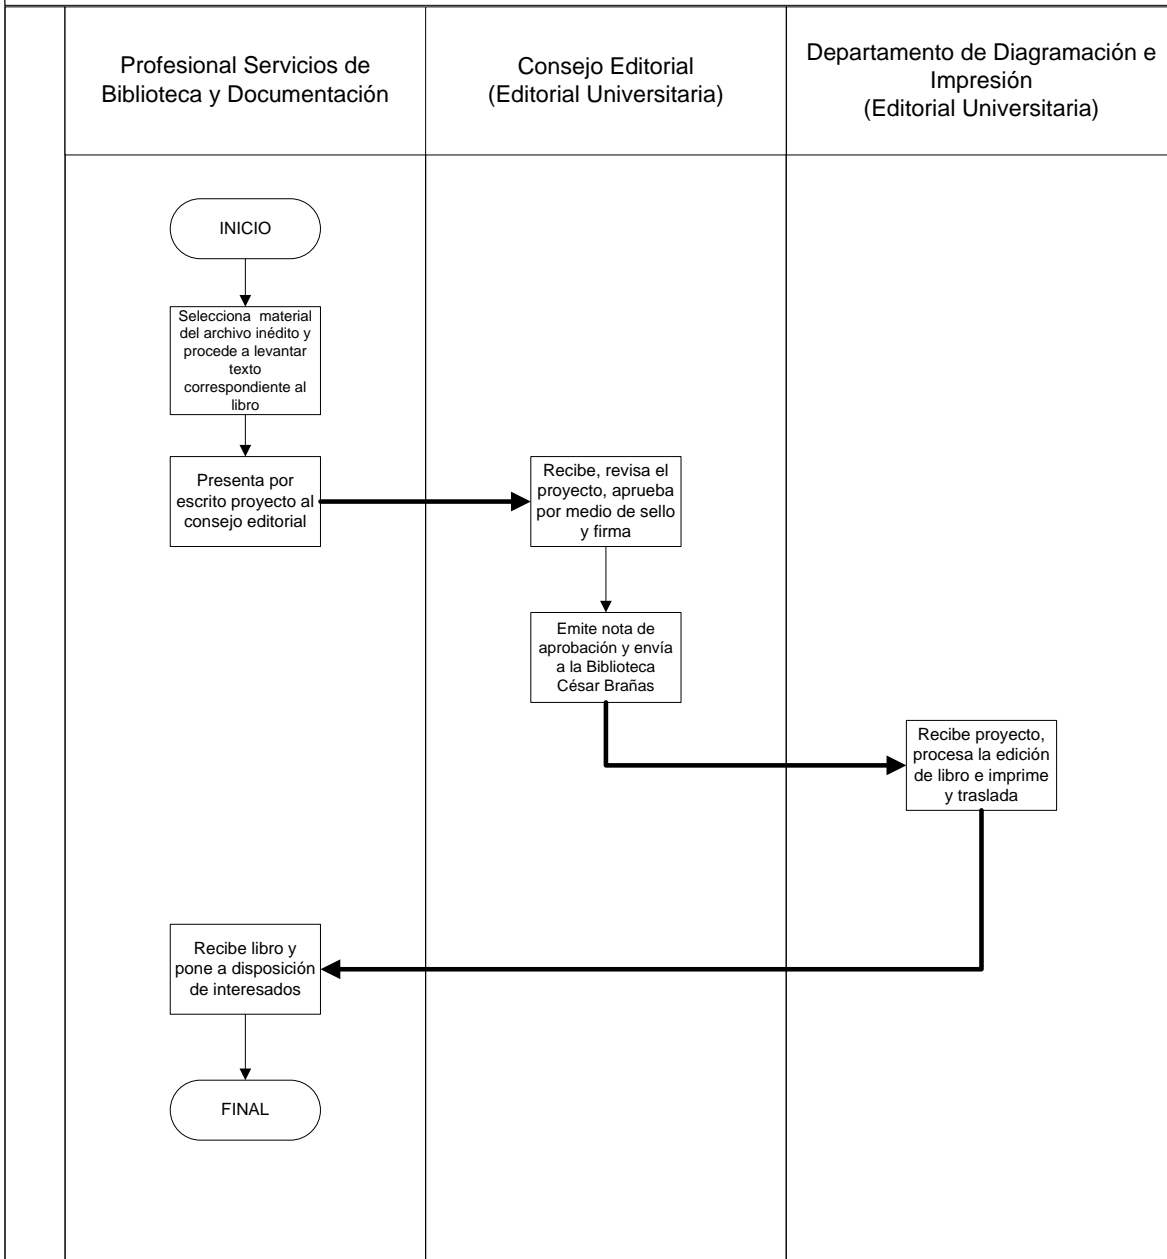 Profesional Servicios de
Biblioteca y Documentación
Consejo Editorial
(Editorial Universitaria)
Departamento de Diagramación e
Impresión
(Editorial Universitaria)
INICIO
Selecciona material
del archivo inédito y
procede a levantar
texto
correspondiente al
libro
Presenta por
escrito proyecto al
consejo editorial
Recibe, revisa el
proyecto, aprueba
por medio de sello
y firma
Emite nota de
aprobación y envía
a la Biblioteca
César Brañas
Recibe proyecto,
procesa la edición
de libro e imprime
y traslada
Recibe libro y
pone a disposición
de interesados
FINAL